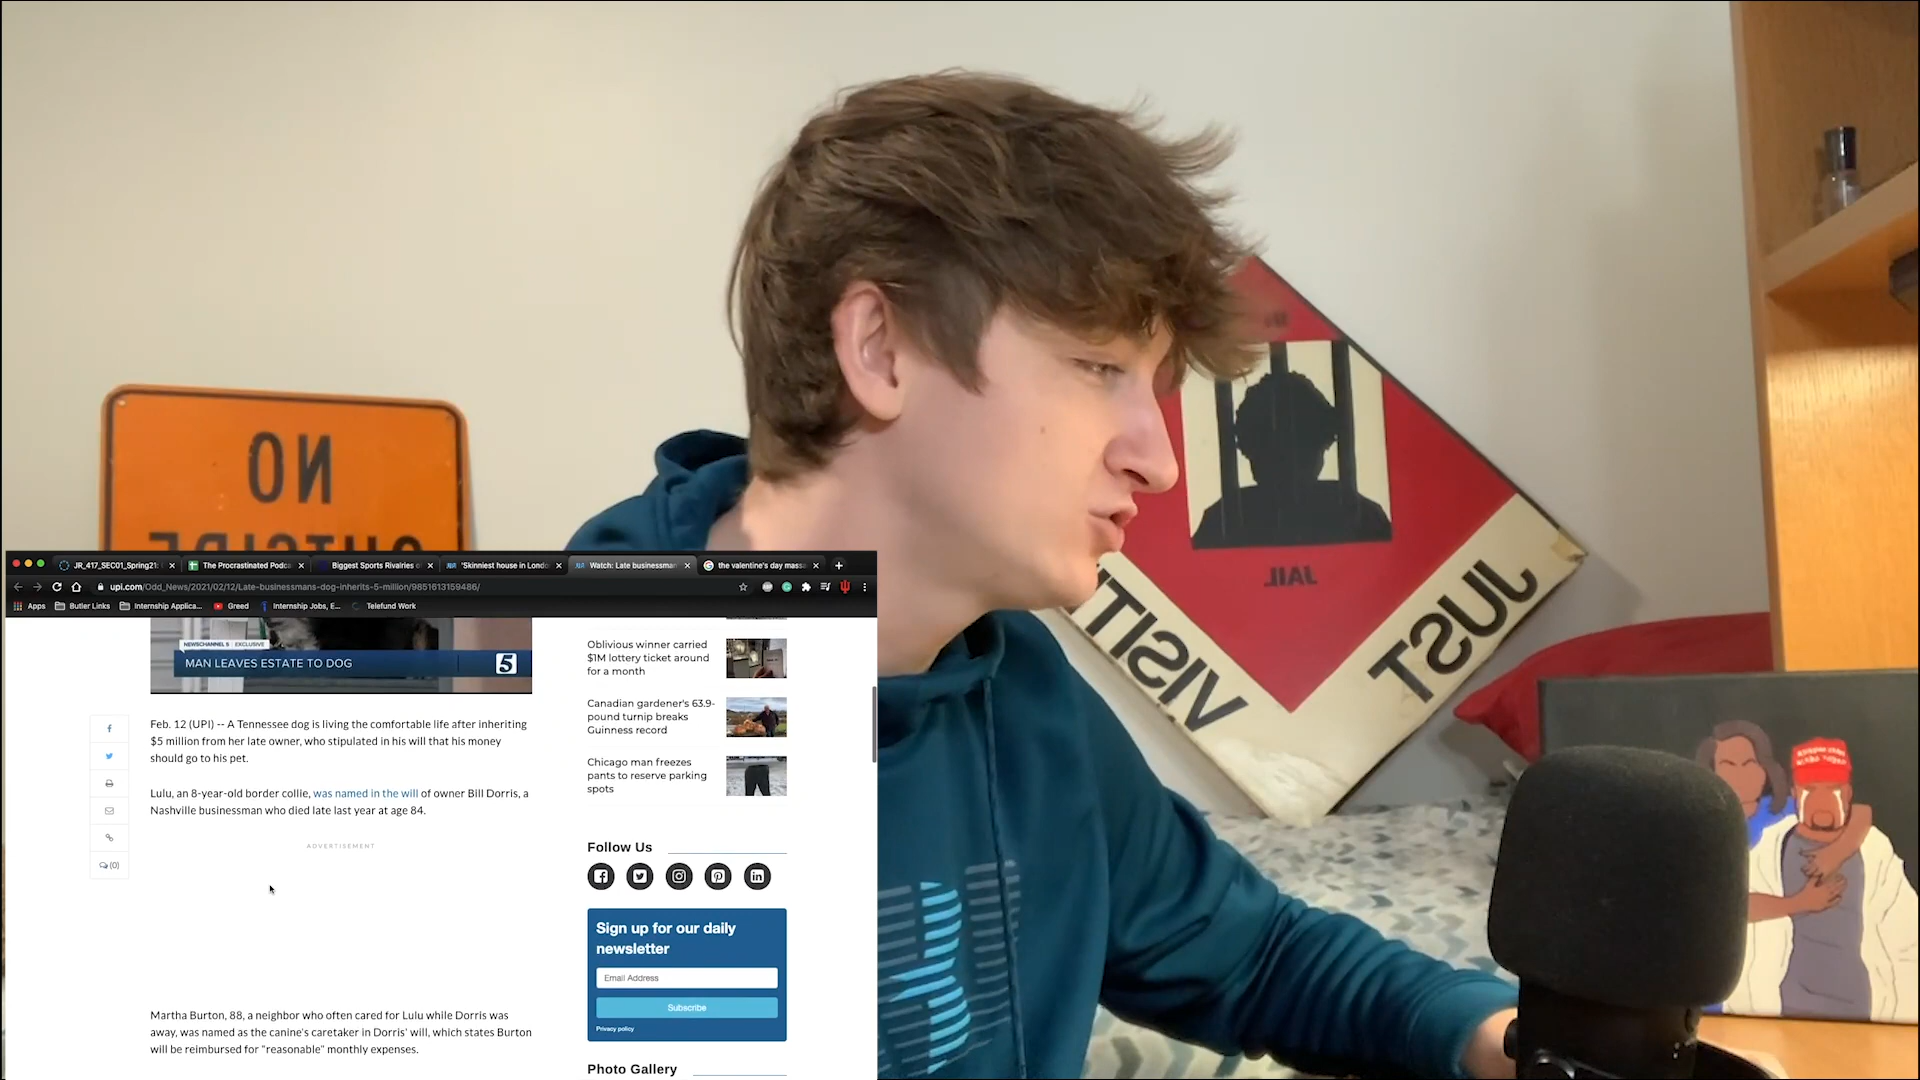 NO
OUTSIDE
JAIL
JUST
VISITI
JR_417_SEC01_Spring21:
The Procrastinated Podc
Biggest Sports Rivalries o
'Skinniest house in Londo
Watch: Late businessman
the valentine's day mass
upi.com/Odd_News/2021/02/12/Late-businessmans-dog-inherits-5-million/9851613159486/
Apps
Butler Links
Internship Applica...
Greed
Internship Jobs, E...
Telefund Work
NEWSCHANNEL 5 EXCLUSIVE
MAN LEAVES ESTATE TO DOG
5
Feb. 12 (UPI) -- A Tennessee dog is living the comfortable life after inheriting
$5 million from her late owner, who stipulated in his will that his money
should go to his pet.
Lulu, an 8-year-old border collie, was named in the will of owner Bill Dorris, a
Nashville businessman who died late last year at age 84.
ADVERTISEMENT
(0)
Martha Burton, 88, a neighbor who often cared for Lulu while Dorris was
away, was named as the canine's caretaker in Dorris' will, which states Burton
will be reimbursed for "reasonable" monthly expenses.
Oblivious winner carried
$1M lottery ticket around
for a month
Canadian gardener's 63.9-
pound turnip breaks
Guinness record
Chicago man freezes
pants to reserve parking
spots
Follow Us
Sign up for our daily
newsletter
Email Address
Subscribe
Privacy policy
Photo Gallery